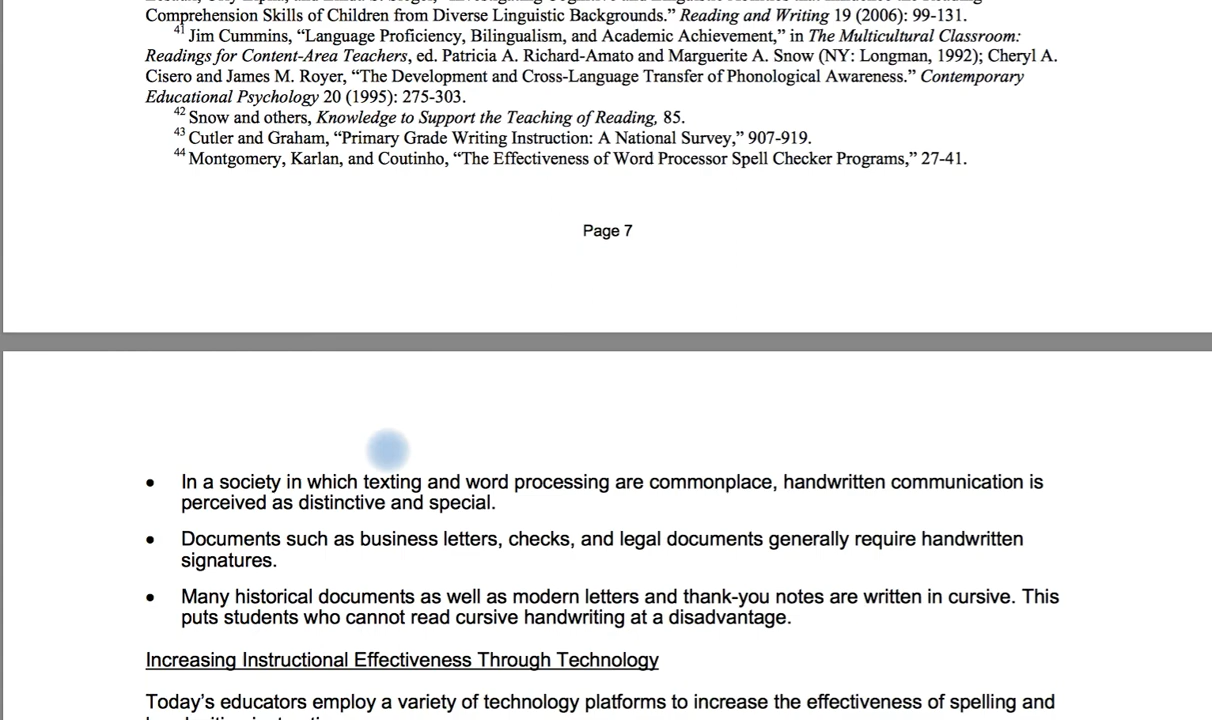 Comprehension Skills of Children from Diverse Linguistic Backgrounds.” Reading and Writing 19 (2006): 99-131.
41 Jim Cummins, “Language Proficiency, Bilingualism, and Academic Achievement,” in The Multicultural Classroom:
Readings for Content-Area Teachers, ed. Patricia A. Richard-Amato and Marguerite A. Snow (NY: Longman, 1992); Cheryl A.
Cisero and James M. Royer, “The Development and Cross-Language Transfer of Phonological Awareness.” Contemporary
Educational Psychology 20 (1995): 275-303.
42 Snow and others, Knowledge to Support the Teaching of Reading, 85.
43 Cutler and Graham, “Primary Grade Writing Instruction: A National Survey,” 907-919.
44 Montgomery, Karlan, and Coutinho, “The Effectiveness of Word Processor Spell Checker Programs,” 27-41.
Page 7
• In a society in which texting and word processing are commonplace, handwritten communication is
perceived as distinctive and special.
• Documents such as business letters, checks, and legal documents generally require handwritten
signatures.
• Many historical documents as well as modern letters and thank-you notes are written in cursive. This
puts students who cannot read cursive handwriting at a disadvantage.
Increasing Instructional Effectiveness Through Technology
Today’s educators employ a variety of technology platforms to increase the effectiveness of spelling and